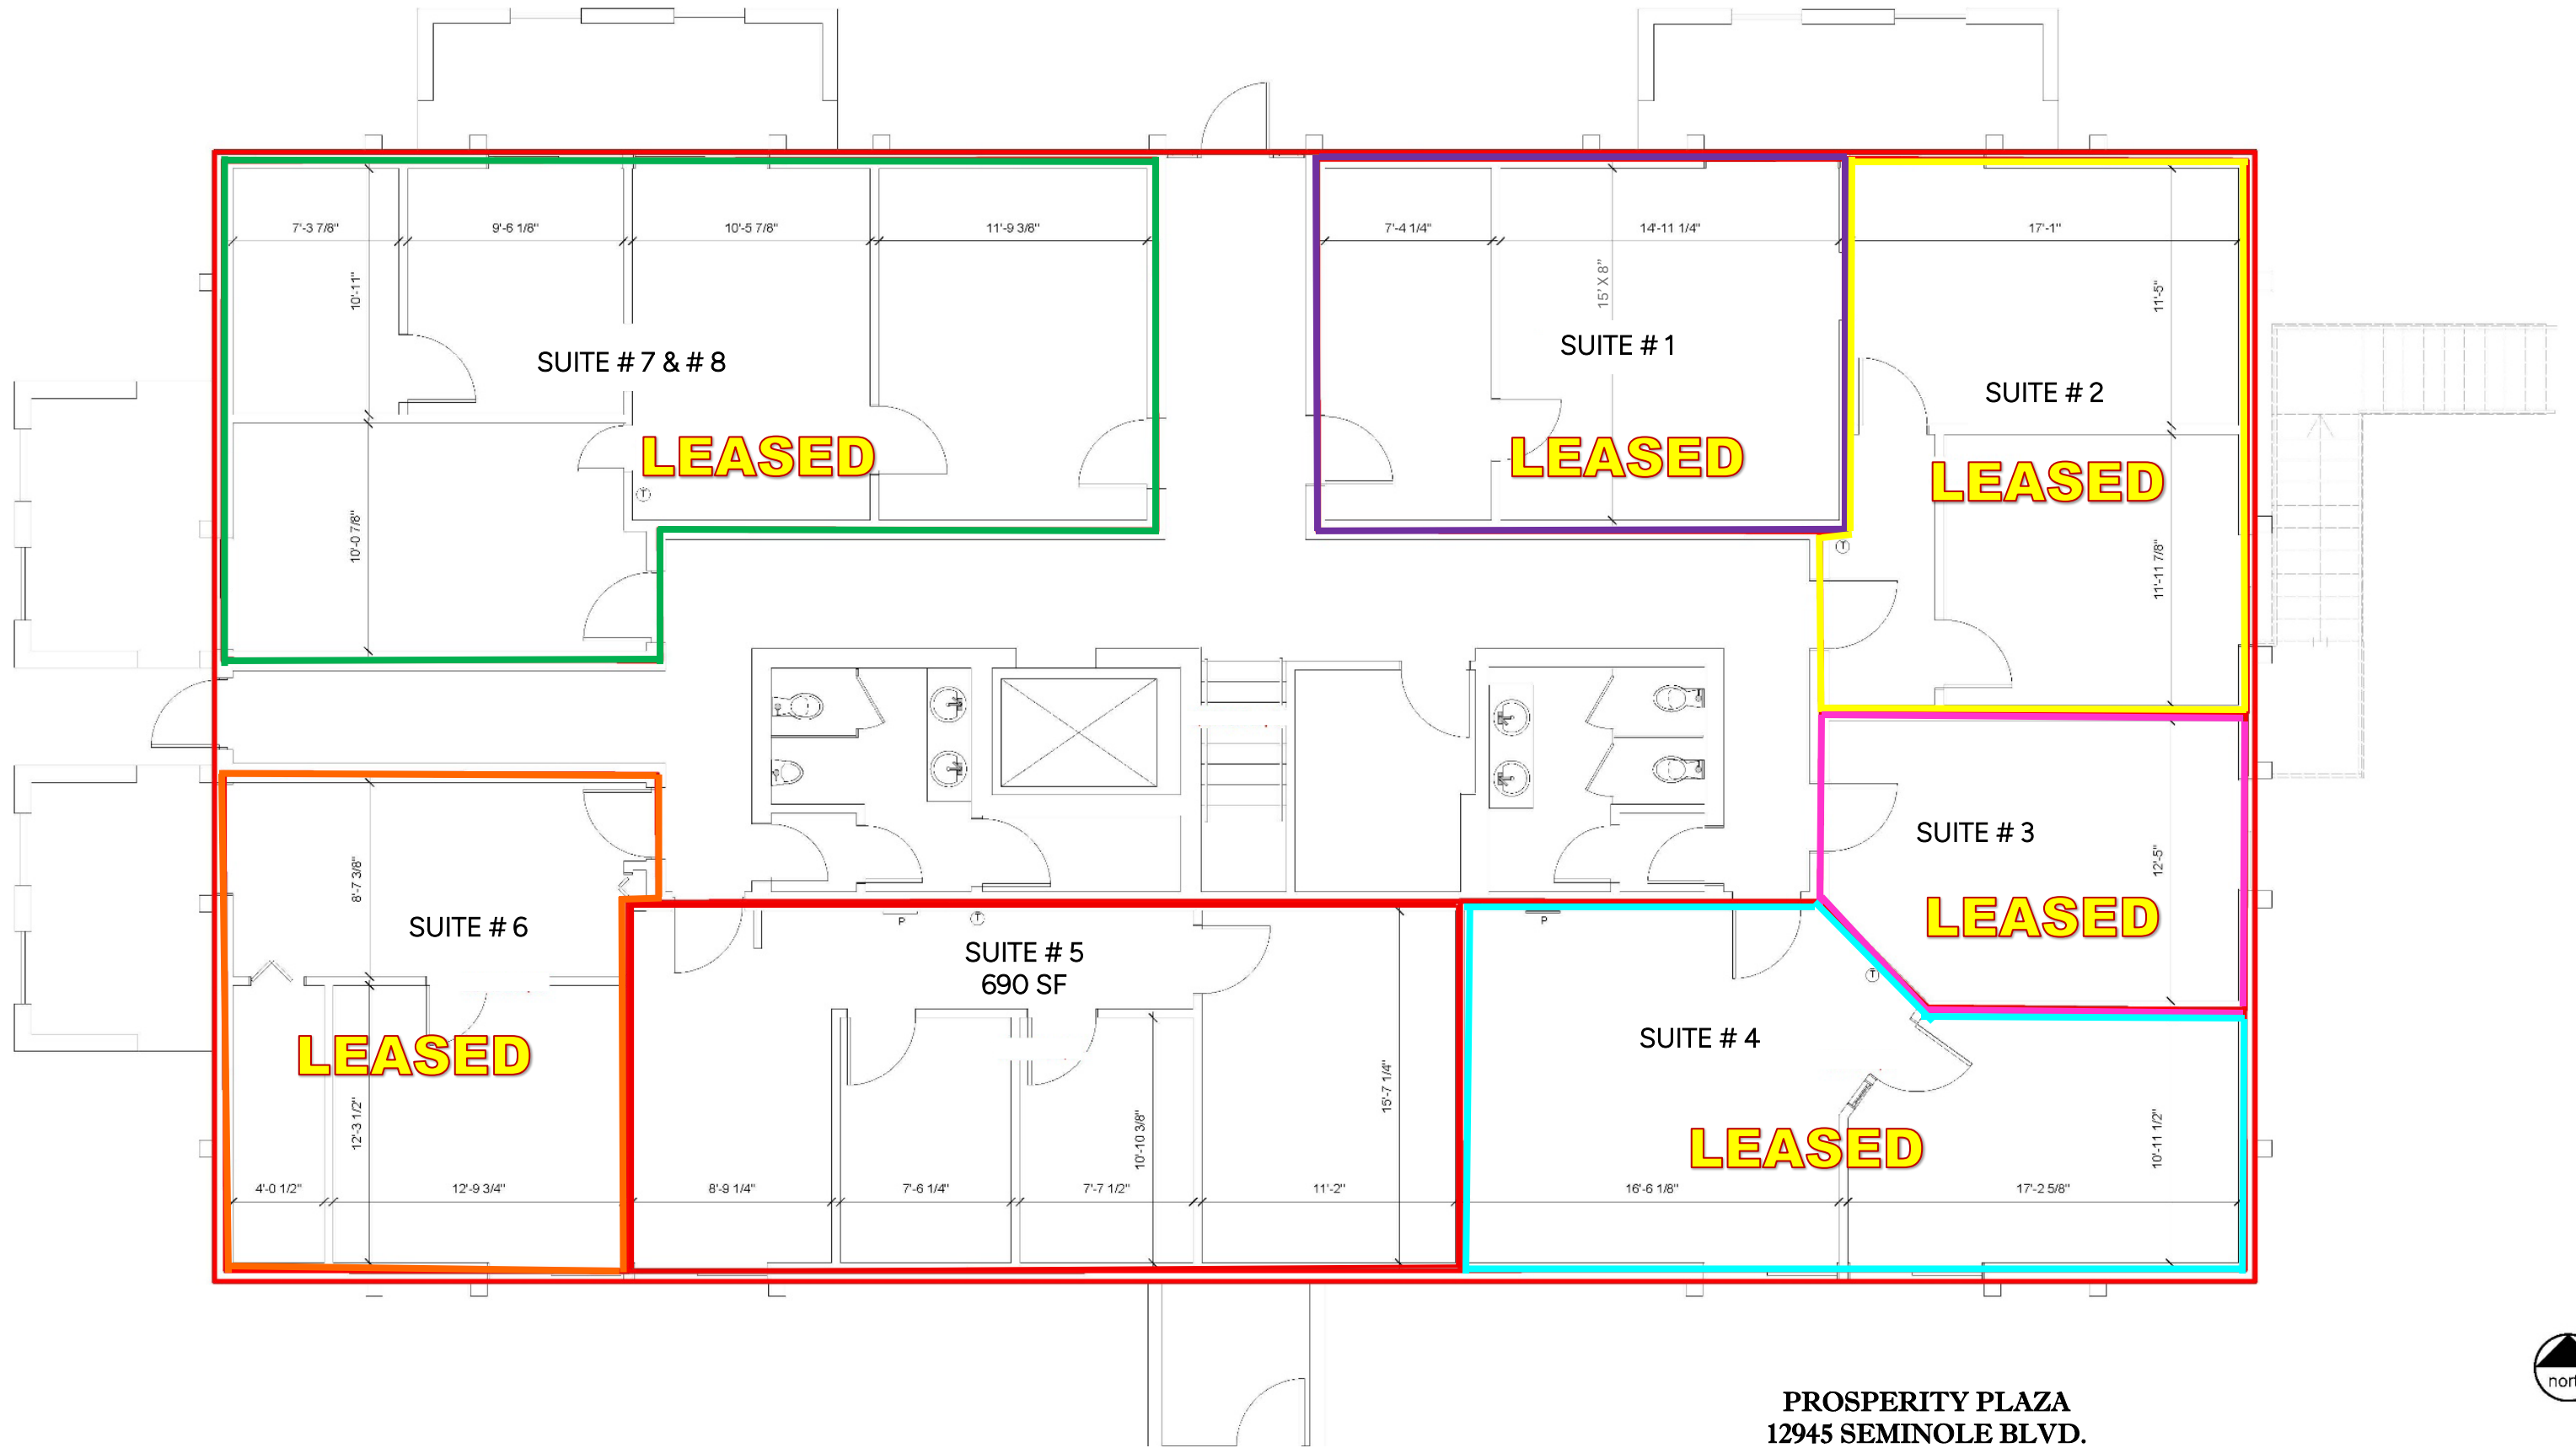 7'-3 7/8"
9'-6 1/8"
10'-5 7/8"
11'-9 3/8"
7'-4 1/4"
14'-11 1/4"
17'-1"
10'-11"
15' X 8"
11'-5"
SUITE # 7 & # 8
SUITE # 1
SUITE # 2
LEASED
LEASED
LEASED
T
10'-0 7/8"
T
11'-11 7/8"
8'-7 3/8"
SUITE # 3
12'-5"
LEASED
SUITE # 6
P
T
P
SUITE # 5
690 SF
T
SUITE # 4
LEASED
12'-3 1/2"
10'-10 3/8"
15'-7 1/4"
LEASED
10'-11 1/2"
4'-0 1/2"
12'-9 3/4"
8'-9 1/4"
7'-6 1/4"
7'-7 1/2"
11'-2"
16'-6 1/8"
17'-2 5/8"
nort
PROSPERITY PLAZA
12945 SEMINOLE BLVD.